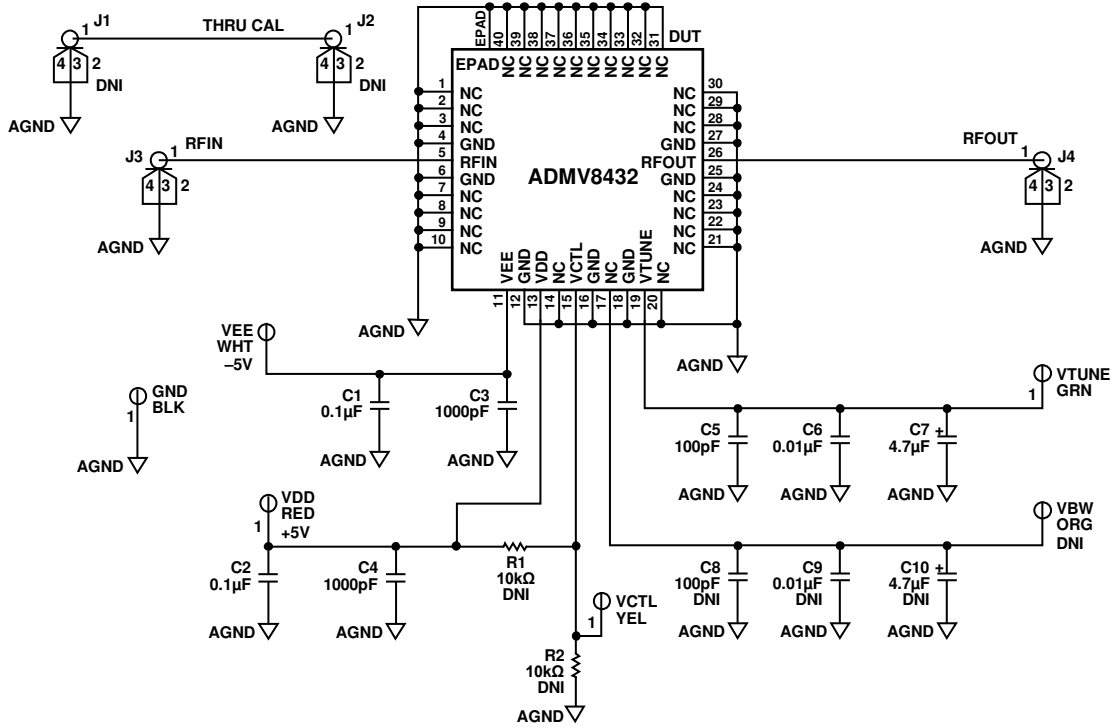 J1
1
THRU CAL
1
J2
4 3 2
DNI
AGND
4 3 2
DNI
AGND
J3
1
RFIN
4 3 2
AGND
EPAD
40
39
38
37
36
35
34
33
32
31
DUT
EPAD
NC
NC
NC
NC
NC
NC
NC
NC
NC
NC
1
NC
2
NC
3
NC
4
GND
5
RFIN
6
GND
7
NC
8
NC
9
NC
10
NC
ADMV8432
30
NC
29
NC
28
NC
27
GND
26
RFOUT
25
GND
24
NC
23
NC
22
NC
21
NC
RFOUT
1
J4
4 3 2
AGND
VEE
GND
VDD
NC
VCTL
GND
NC
GND
VTUNE
NC
11
12
13
14
15
16
17
18
19
20
AGND
AGND
VEE
WHT
–5V
C1
0.1µF
AGND
C3
1000pF
AGND
GND
BLK
1
AGND
VTUNE
GRN
1
C5
100pF
AGND
C6
0.01µF
AGND
C7
+
4.7µF
AGND
VDD
RED
+5V
1
C2
0.1µF
AGND
C4
1000pF
AGND
R1
10kΩ
DNI
VBW
ORG
DNI
1
C8
100pF
DNI
AGND
C9
0.01µF
DNI
AGND
C10
+
4.7µF
DNI
AGND
VCTL
YEL
1
R2
10kΩ
DNI
AGND